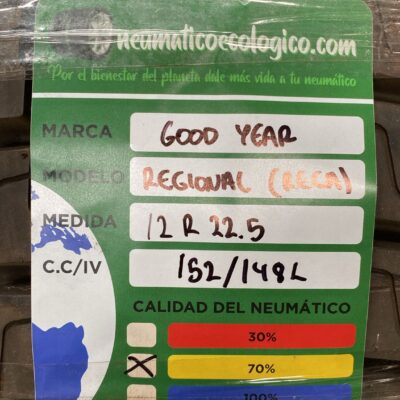 neumaticoecologico.com
Por el bienestar del planeta dale más vida a tu neumático
MARCA GOOD YEAR
MODELO REGIONAL (RECA)
MEDIDA 12 R 22.5
C.C/IV 152/148L
CALIDAD DEL NEUMÁTICO
30%
X 70%
100%